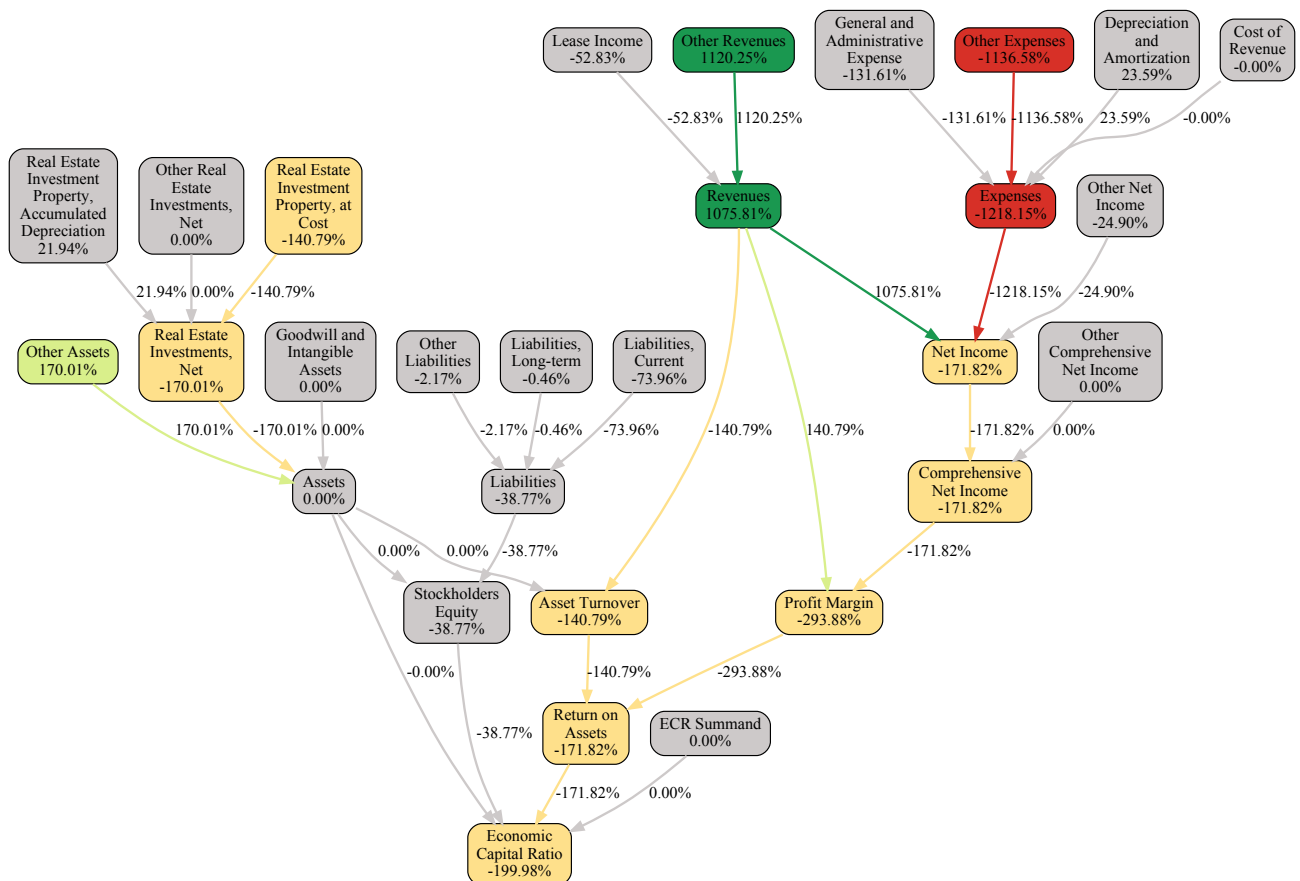 Lease Income
-52.83%
Other Revenues
1120.25%
General and
Administrative
Expense
-131.61%
Other Expenses
-1136.58%
Depreciation
and
Amortization
23.59%
Cost of
Revenue
-0.00%
-52.83%
1120.25%
-131.61%
-1136.58%
23.59%
-0.00%
Real Estate
Investment
Property,
Accumulated
Depreciation
21.94%
Other Real
Estate
Investments,
Net
0.00%
Real Estate
Investment
Property, at
Cost
-140.79%
Revenues
1075.81%
Expenses
-1218.15%
Other Net
Income
-24.90%
21.94%
0.00%
-140.79%
1075.81%
-1218.15%
-24.90%
Other Assets
170.01%
Real Estate
Investments,
Net
-170.01%
Goodwill and
Intangible
Assets
0.00%
Other
Liabilities
-2.17%
Liabilities,
Long-term
-0.46%
Liabilities,
Current
-73.96%
Net Income
-171.82%
Other
Comprehensive
Net Income
0.00%
170.01%
-170.01%
0.00%
-2.17%
-0.46%
-73.96%
-140.79%
140.79%
-171.82%
0.00%
Assets
0.00%
Liabilities
-38.77%
Comprehensive
Net Income
-171.82%
0.00%
0.00%
-38.77%
-171.82%
Stockholders
Equity
-38.77%
Asset Turnover
-140.79%
Profit Margin
-293.88%
-0.00%
-140.79%
-293.88%
Return on
Assets
-171.82%
ECR Summand
0.00%
-38.77%
-171.82%
0.00%
Economic
Capital Ratio
-199.98%